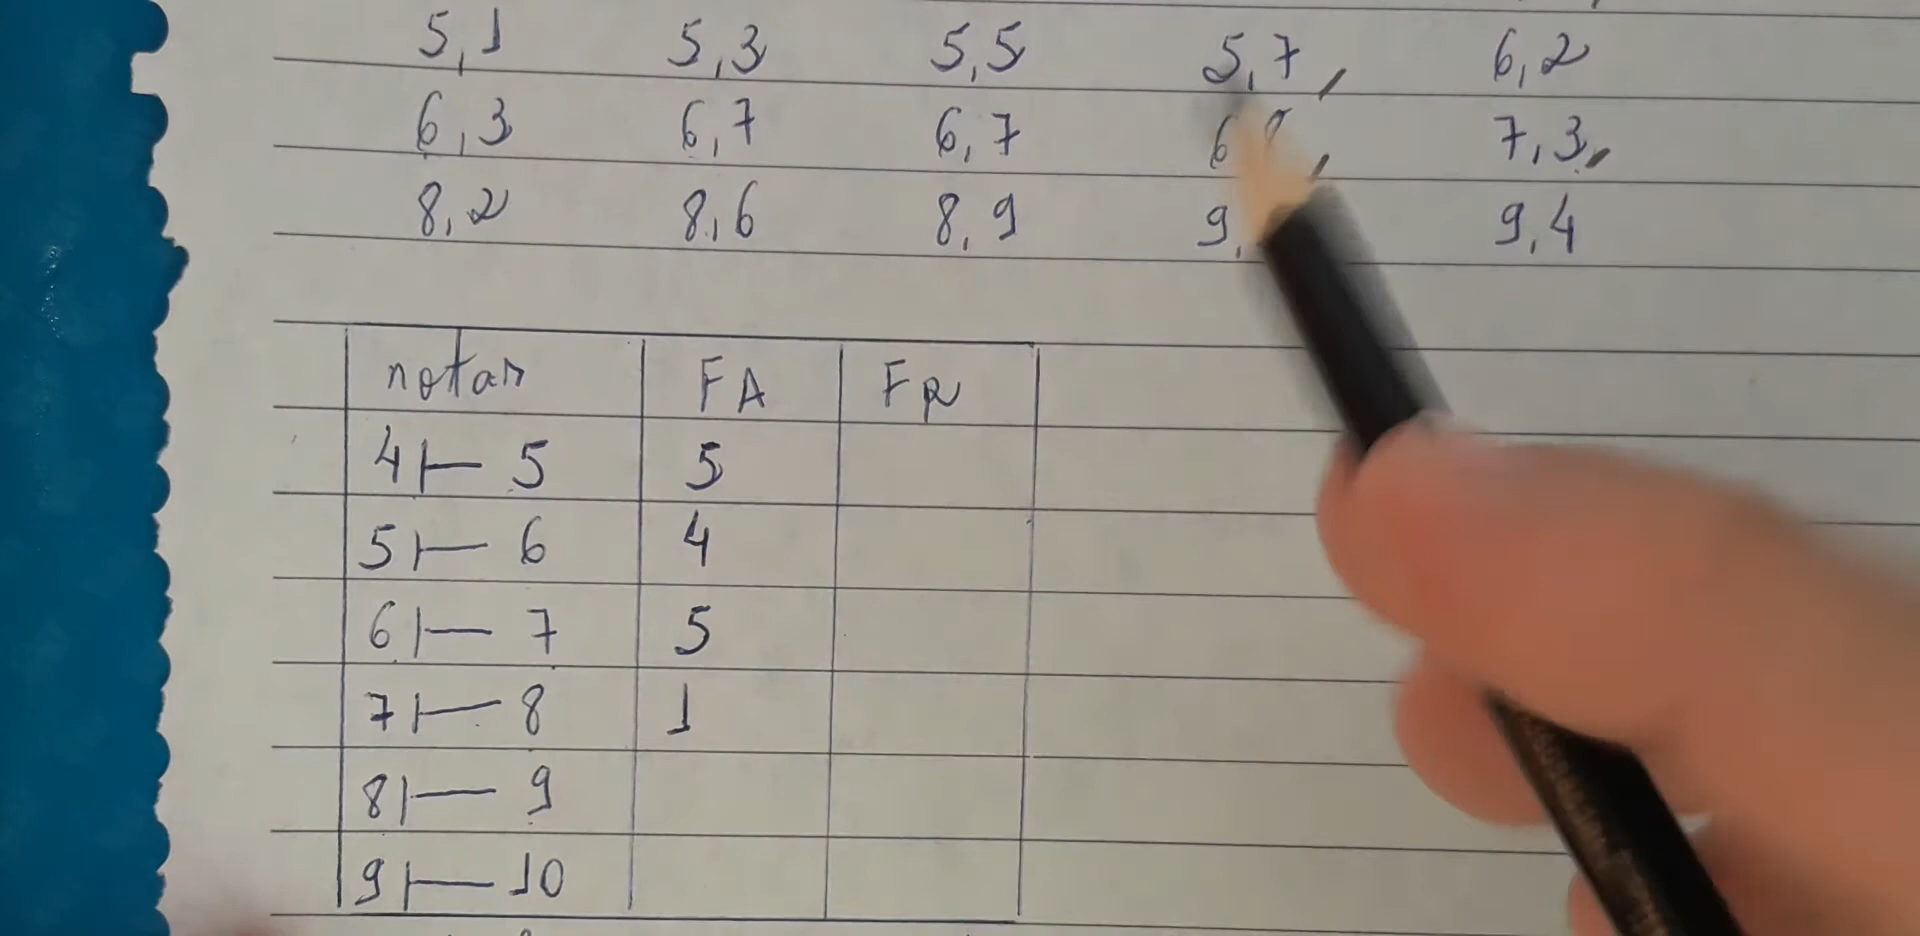 5,1 5,3 5,5 5,7 6,2
6,3 6,7 6,7 7,3
8,2 8,6 8,9 9,4
notas FA FR
4 |— 5 5
5 |— 6 4
6 |— 7 5
7 |— 8 1
8 |— 9
9 |— 10